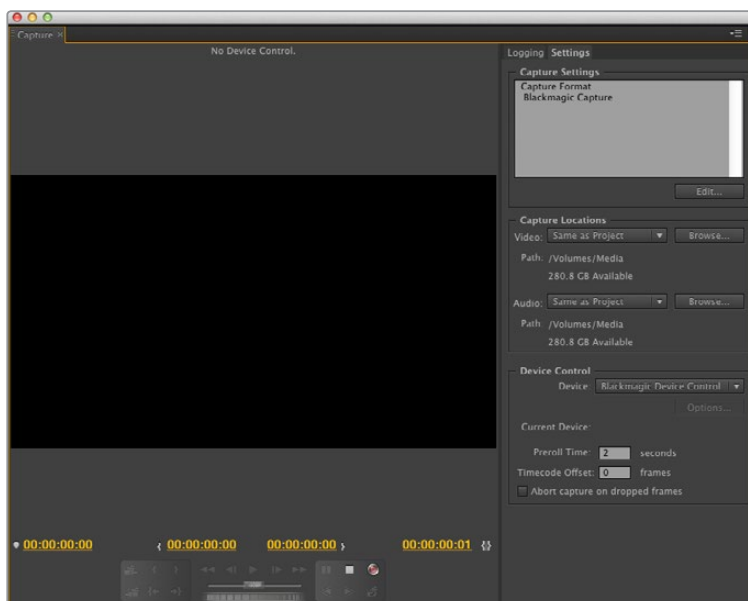 Capture
No Device Control.
Logging Settings
Capture Settings
Capture Format
Blackmagic Capture
Edit...
Capture Locations
Video: Same as Project Browse...
Path: /Volumes/Media
280.8 GB Available
Audio: Same as Project Browse...
Path: /Volumes/Media
280.8 GB Available
Device Control
Device: Blackmagic Device Control
Options...
Current Device:
Preroll Time: 2 seconds
Timecode Offset: 0 frames
Abort capture on dropped frames
00:00:00:00 { 00:00:00:00 00:00:00:00 } 00:00:00:01 {}